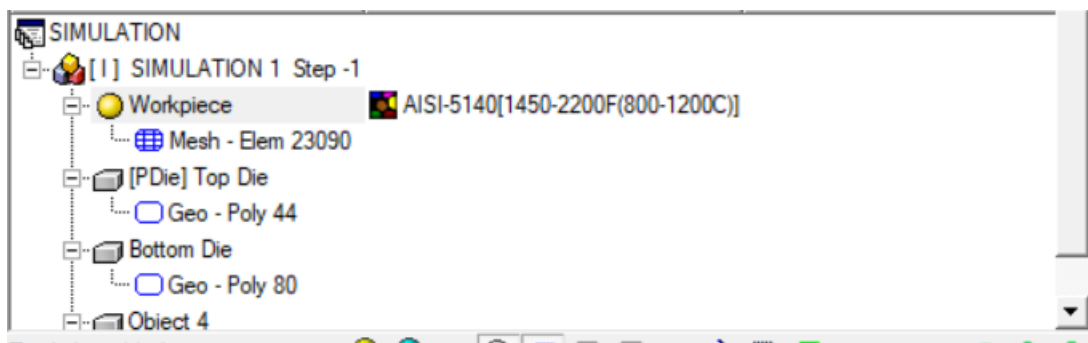 SIMULATION
[ I ] SIMULATION 1 Step -1
Workpiece AISI-5140[1450-2200F(800-1200C)]
Mesh - Elem 23090
[PDie] Top Die
Geo - Poly 44
Bottom Die
Geo - Poly 80
Object 4